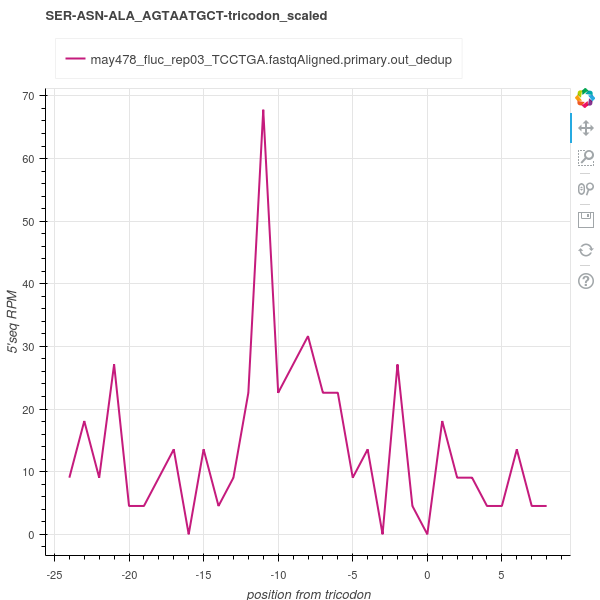 SER-ASN-ALA_AGTAATGCT-tricodon_scaled
may478_fluc_rep03_TCCTGA.fastqAligned.primary.out_dedup
70
60
50
40
30
20
10
0
5'seq RPM
-25 -20 -15 -10 -5 0 5
position from tricodon